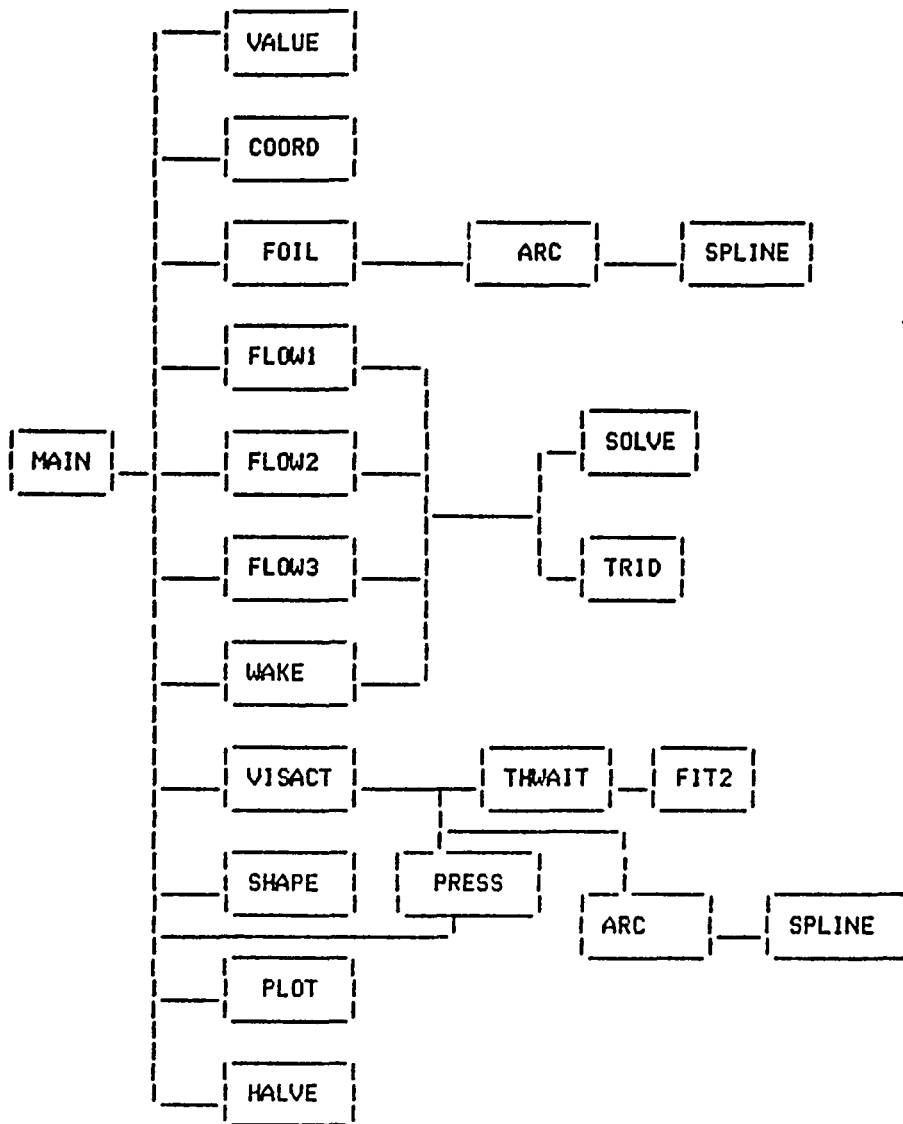 VALUE
COORD
FOIL
ARC
SPLINE
FLOW1
SOLVE
MAIN
FLOW2
FLOW3
TRID
WAKE
VISACT
THWAIT
FIT2
SHAPE
PRESS
ARC
SPLINE
PLOT
HALVE